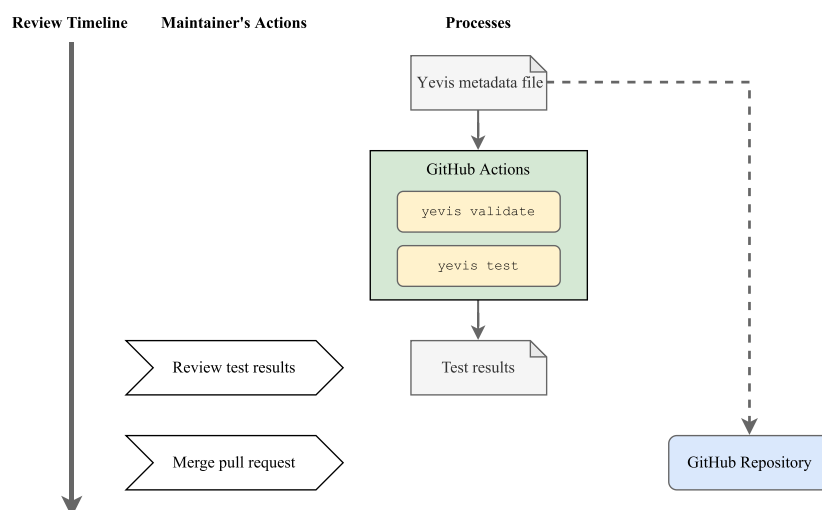 Review Timeline
Maintainer's Actions
Processes
Yevis metadata file
GitHub Actions
yevis validate
yevis test
Review test results
Test results
Merge pull request
GitHub Repository